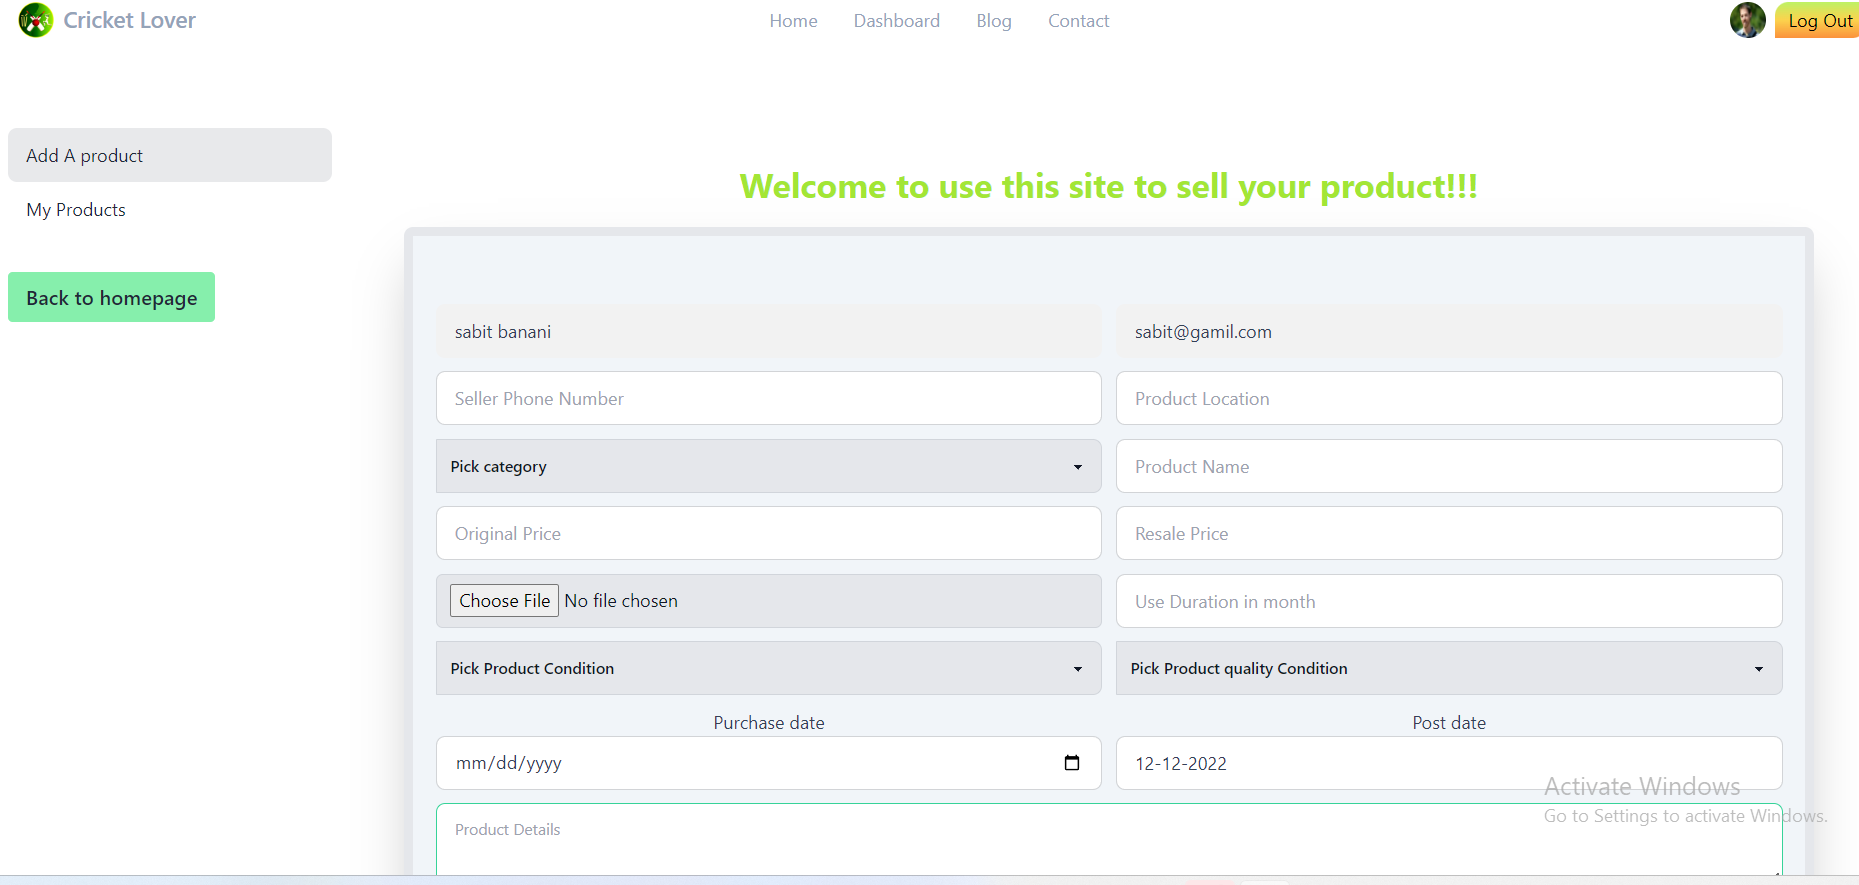 Cricket Lover
Home
Dashboard
Blog
Contact
Log Out
Add A product
My Products
Back to homepage
Welcome to use this site to sell your product!!!
sabit banani
sabit@gamil.com
Seller Phone Number
Product Location
Pick category
Product Name
Original Price
Resale Price
Choose File No file chosen
Use Duration in month
Pick Product Condition
Pick Product quality Condition
Purchase date
Post date
mm/dd/yyyy
12-12-2022
Product Details
Activate Windows
Go to Settings to activate Windows.